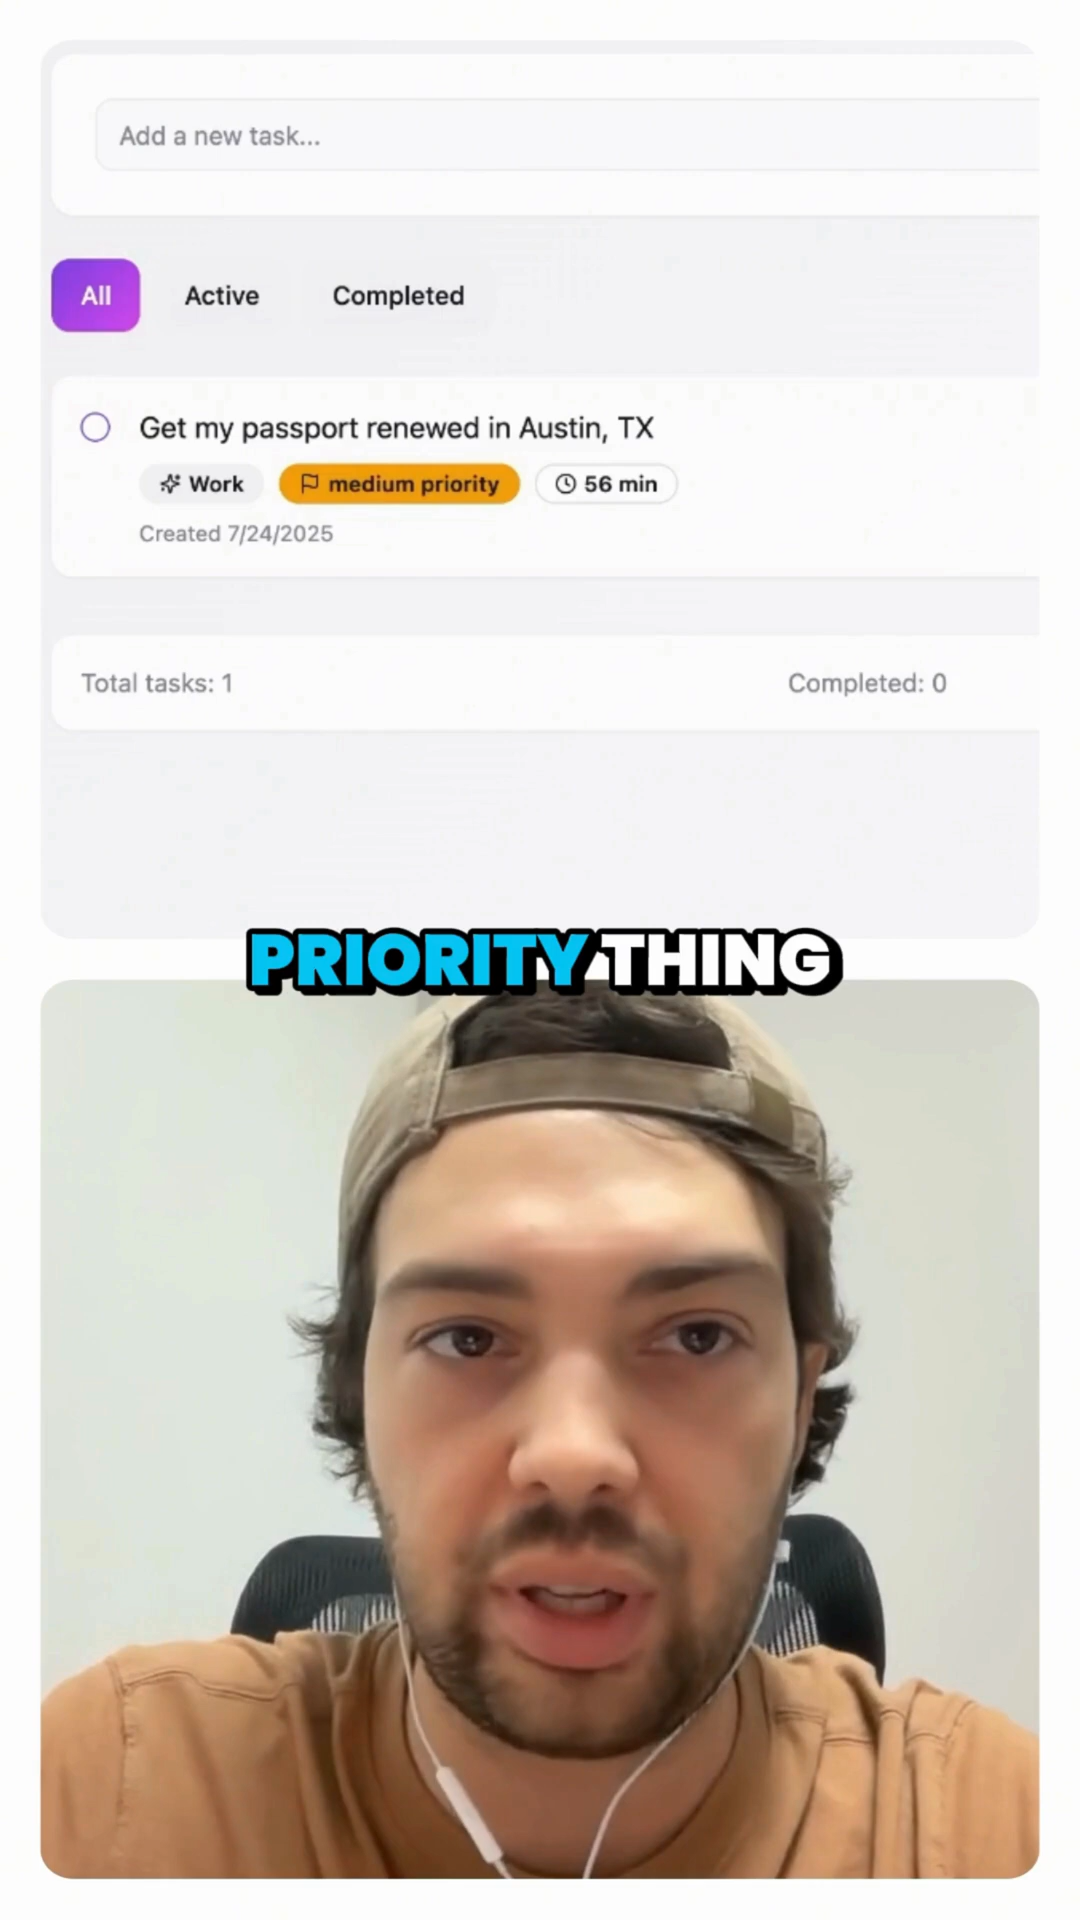 Add a new task...
All Active Completed
Get my passport renewed in Austin, TX
Work medium priority 56 min
Created 7/24/2025
Total tasks: 1 Completed: 0
PRIORITY THING